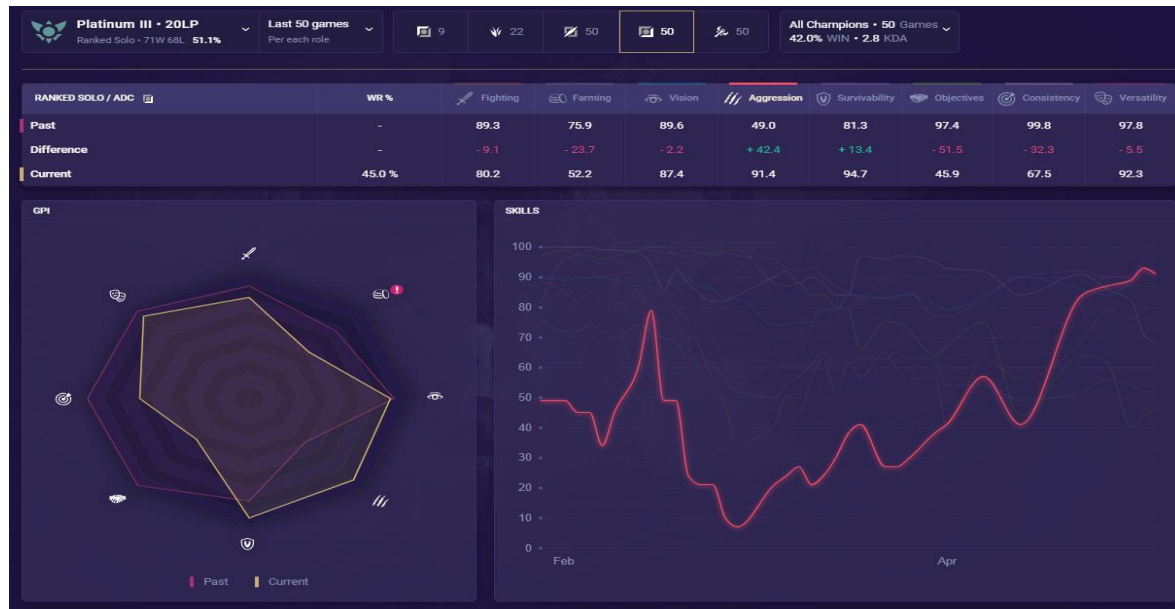 Platinum III • 20LP
Ranked Solo • 71W 68L 51.1%
Last 50 games
Per each role
9
22
50
50
50
All Champions • 50 Games
42.0% WIN • 2.8 KDA
RANKED SOLO / ADC WR % Fighting Farming Vision Aggression Survivability Objectives Consistency Versatility
Past - 89.3 75.9 89.6 49.0 81.3 97.4 99.8 97.8
Difference - - 9.1 - 23.7 - 2.2 + 42.4 + 13.4 - 51.5 - 32.3 - 5.5
Current 45.0 % 80.2 52.2 87.4 91.4 94.7 45.9 67.5 92.3
GPI
!
Past Current
SKILLS
100
90
80
70
60
50
40
30
20
10
0
Feb Apr